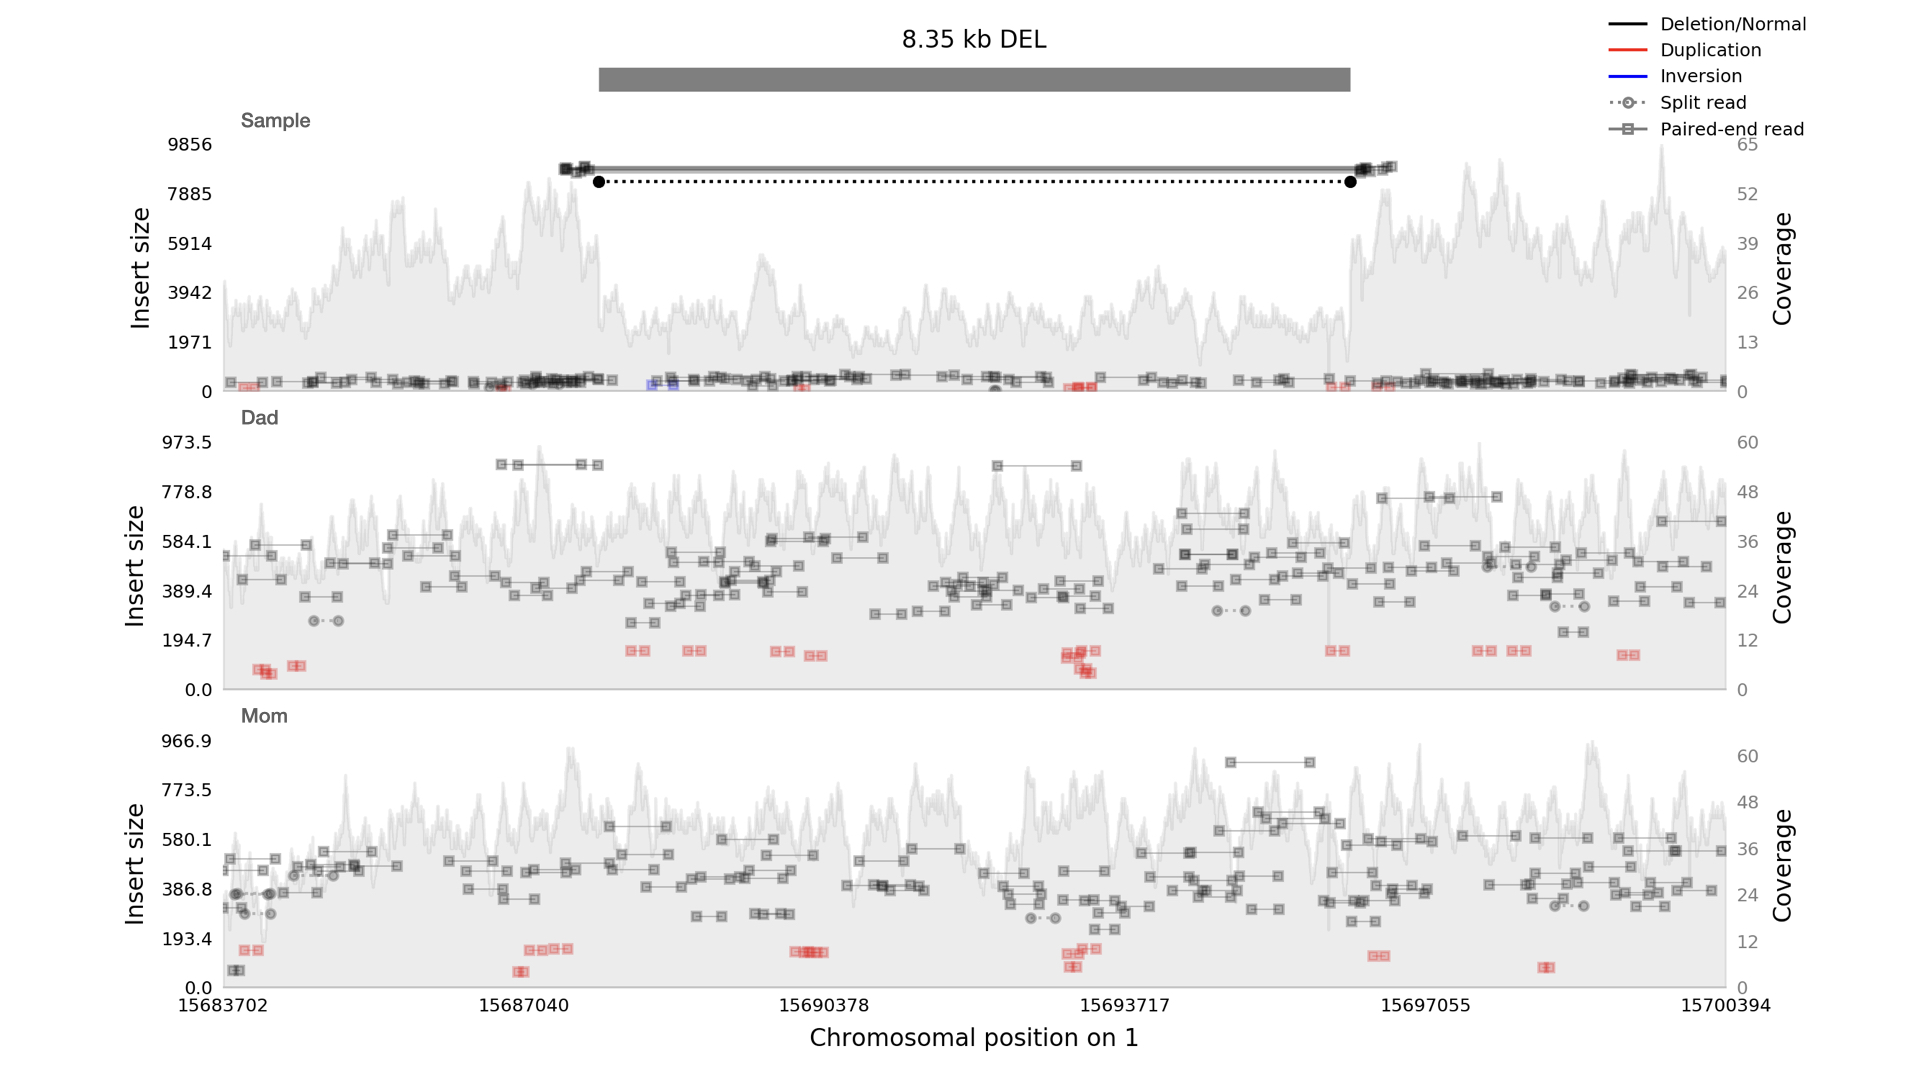 8.35 kb DEL
Deletion/Normal
Duplication
Inversion
Split read
Paired-end read
Sample
9856
7885
5914
3942
1971
0
Insert size
65
52
39
26
13
0
Coverage
Dad
973.5
778.8
584.1
389.4
194.7
0.0
Insert size
60
48
36
24
12
0
Coverage
Mom
966.9
773.5
580.1
386.8
193.4
0.0
Insert size
60
48
36
24
12
0
Coverage
15683702 15687040 15690378 15693717 15697055 15700394
Chromosomal position on 1